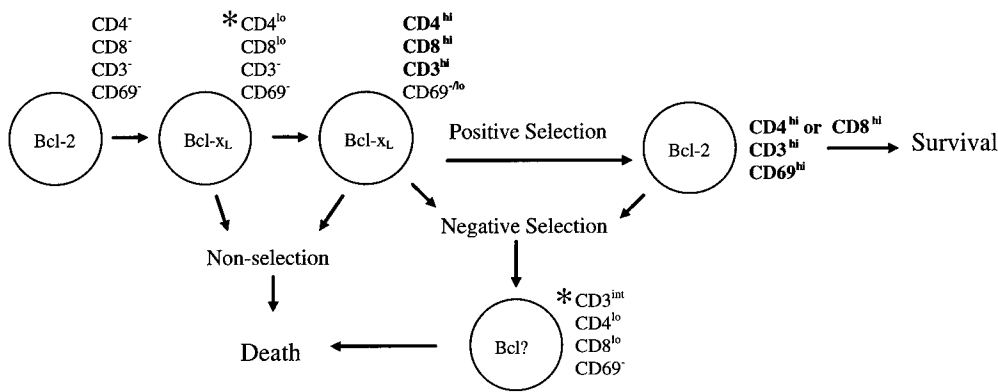 CD4⁻
CD8⁻
CD3⁻
CD69⁻
Bcl-2
*CD4ˡᵒ
CD8ˡᵒ
CD3⁻
CD69⁻
Bcl-xL
CD4ʰⁱ
CD8ʰⁱ
CD3ʰⁱ
CD69⁻/ˡᵒ
Bcl-xL
Positive Selection
Bcl-2
CD4ʰⁱ or CD8ʰⁱ
CD3ʰⁱ
CD69ʰⁱ
Survival
Non-selection
Negative Selection
Death
Bcl?
*CD3ⁱⁿᵗ
CD4ˡᵒ
CD8ˡᵒ
CD69⁻